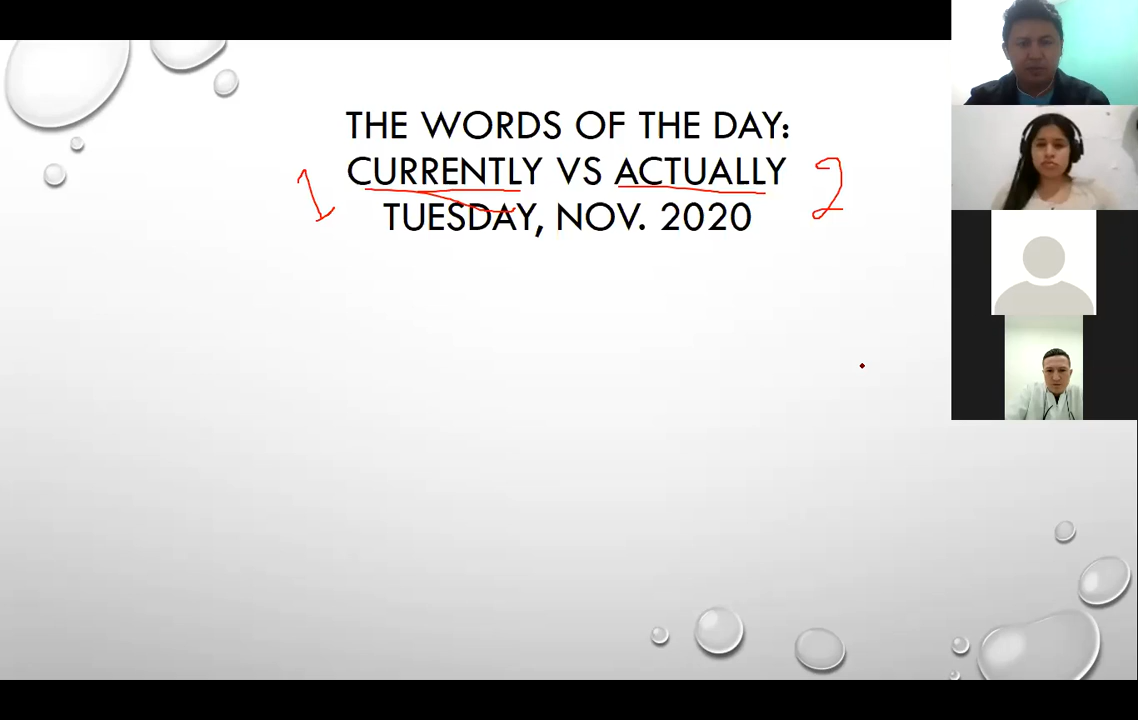 THE WORDS OF THE DAY:
1 CURRENTLY VS ACTUALLY 2
TUESDAY, NOV. 2020